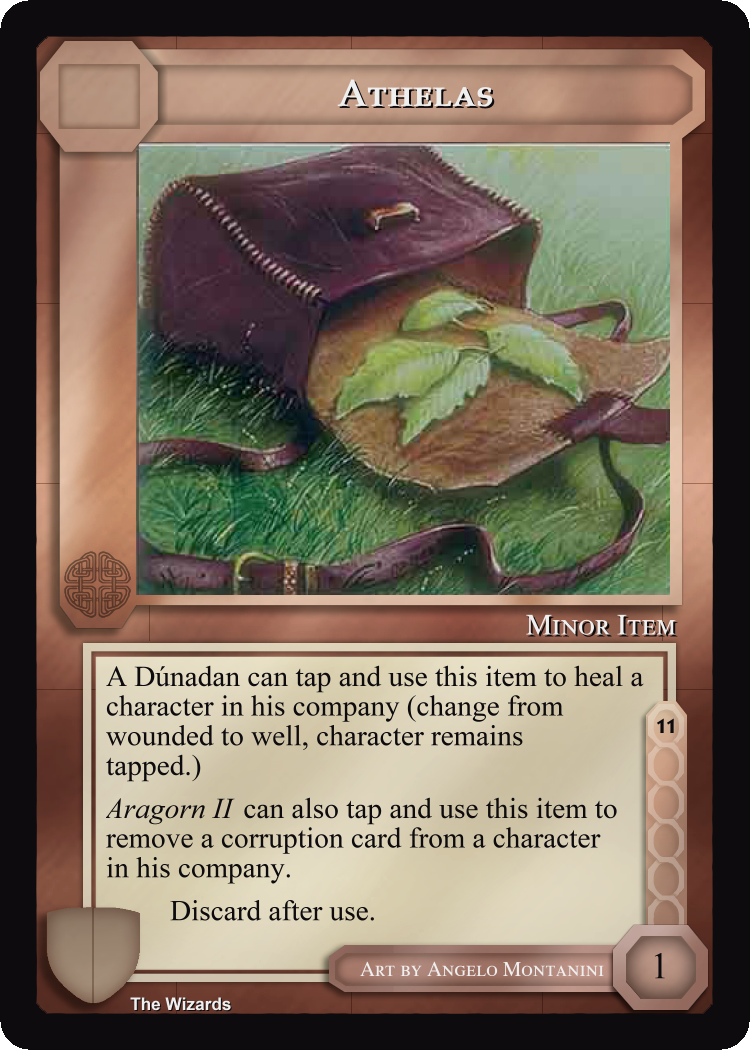 Athelas
Minor Item
A Dúnadan can tap and use this item to heal a
character in his company (change from
wounded to well, character remains
tapped.)
Aragorn II can also tap and use this item to
remove a corruption card from a character
in his company.
Discard after use.
11
Art by Angelo Montanini
1
The Wizards